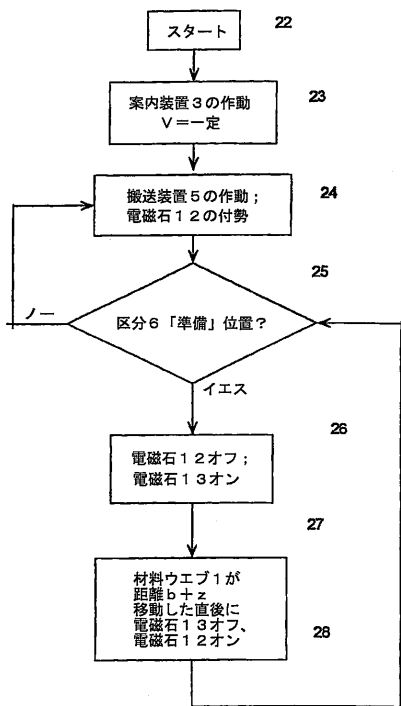 スタート
22
案内装置3の作動
V=一定
23
搬送装置5の作動;
電磁石12の付勢
24
25
区分6「準備」位置?
ノー
イエス
26
電磁石12オフ;
電磁石13オン
27
材料ウエブ1が
距離b+z
移動した直後に
電磁石13オフ、
電磁石12オン
28